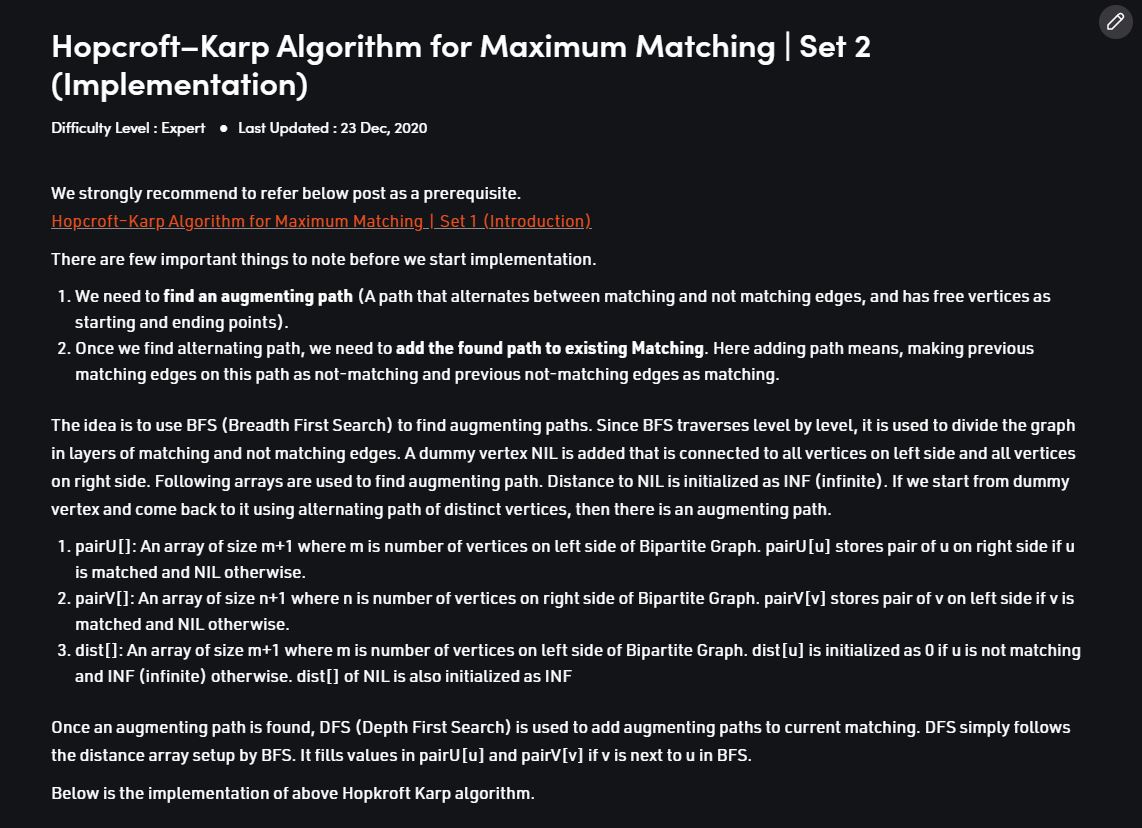 Hopcroft–Karp Algorithm for Maximum Matching | Set 2
(Implementation)
Difficulty Level : Expert ● Last Updated : 23 Dec, 2020
We strongly recommend to refer below post as a prerequisite.
Hopcroft–Karp Algorithm for Maximum Matching | Set 1 (Introduction)
There are few important things to note before we start implementation.
1. We need to find an augmenting path (A path that alternates between matching and not matching edges, and has free vertices as
starting and ending points).
2. Once we find alternating path, we need to add the found path to existing Matching. Here adding path means, making previous
matching edges on this path as not-matching and previous not-matching edges as matching.
The idea is to use BFS (Breadth First Search) to find augmenting paths. Since BFS traverses level by level, it is used to divide the graph
in layers of matching and not matching edges. A dummy vertex NIL is added that is connected to all vertices on left side and all vertices
on right side. Following arrays are used to find augmenting path. Distance to NIL is initialized as INF (infinite). If we start from dummy
vertex and come back to it using alternating path of distinct vertices, then there is an augmenting path.
1. pairU[]: An array of size m+1 where m is number of vertices on left side of Bipartite Graph. pairU[u] stores pair of u on right side if u
is matched and NIL otherwise.
2. pairV[]: An array of size n+1 where n is number of vertices on right side of Bipartite Graph. pairV[v] stores pair of v on left side if v is
matched and NIL otherwise.
3. dist[]: An array of size m+1 where m is number of vertices on left side of Bipartite Graph. dist[u] is initialized as 0 if u is not matching
and INF (infinite) otherwise. dist[] of NIL is also initialized as INF
Once an augmenting path is found, DFS (Depth First Search) is used to add augmenting paths to current matching. DFS simply follows
the distance array setup by BFS. It fills values in pairU[u] and pairV[v] if v is next to u in BFS.
Below is the implementation of above Hopkroft Karp algorithm.